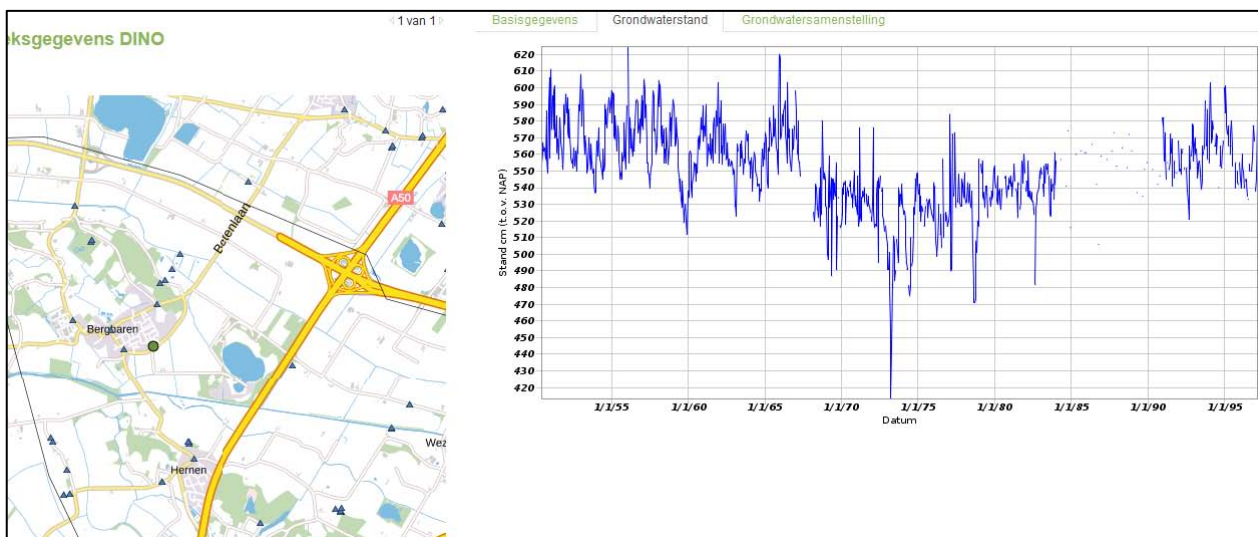 1 van 1
eksgegevens DINO
A50
Betenlaan
Bergharen
Hernen
Wez
Basisgegevens
Grondwaterstand
Grondwatersamenstelling
Stand cm (t.o.v. NAP)
620
610
600
590
580
570
560
550
540
530
520
510
500
490
480
470
460
450
440
430
420
1/1/55 1/1/60 1/1/65 1/1/70 1/1/75 1/1/80 1/1/85 1/1/90 1/1/95
Datum